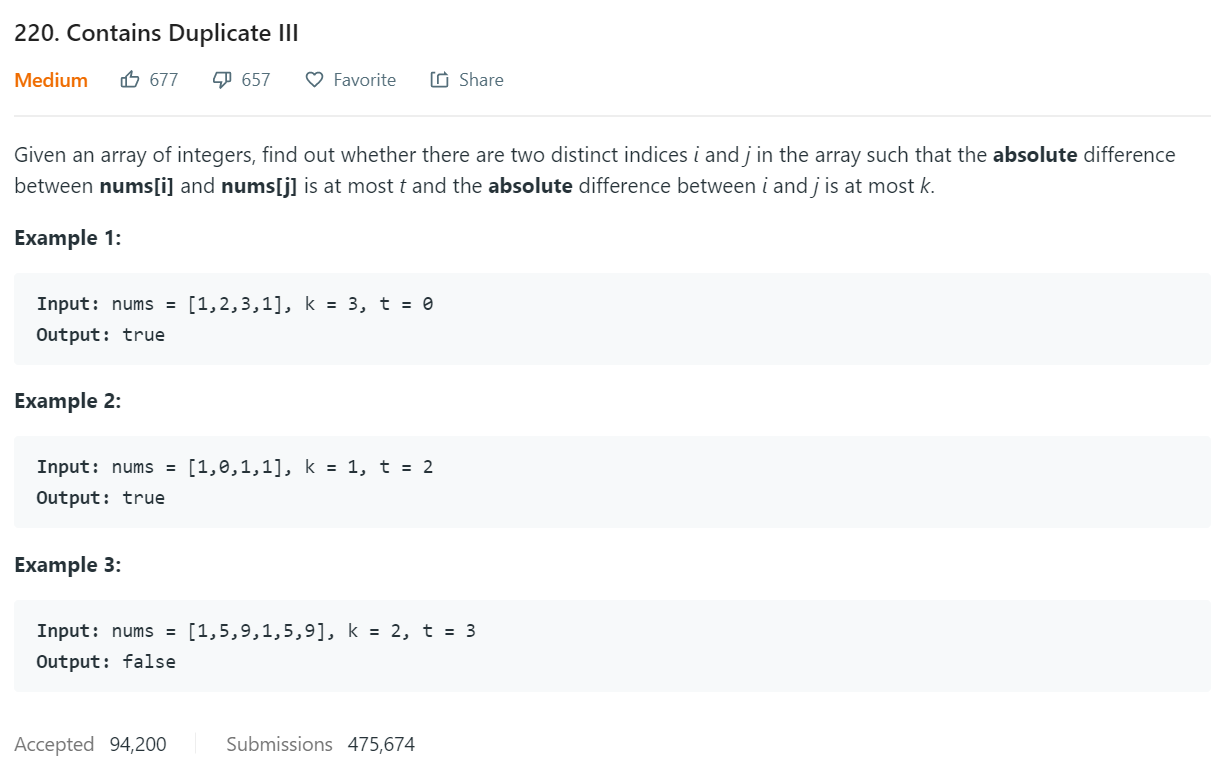 220. Contains Duplicate III
Medium 677 657 Favorite Share
Given an array of integers, find out whether there are two distinct indices i and j in the array such that the absolute difference
between nums[i] and nums[j] is at most t and the absolute difference between i and j is at most k.
Example 1:
Input: nums = [1,2,3,1], k = 3, t = 0
Output: true
Example 2:
Input: nums = [1,0,1,1], k = 1, t = 2
Output: true
Example 3:
Input: nums = [1,5,9,1,5,9], k = 2, t = 3
Output: false
Accepted 94,200 Submissions 475,674